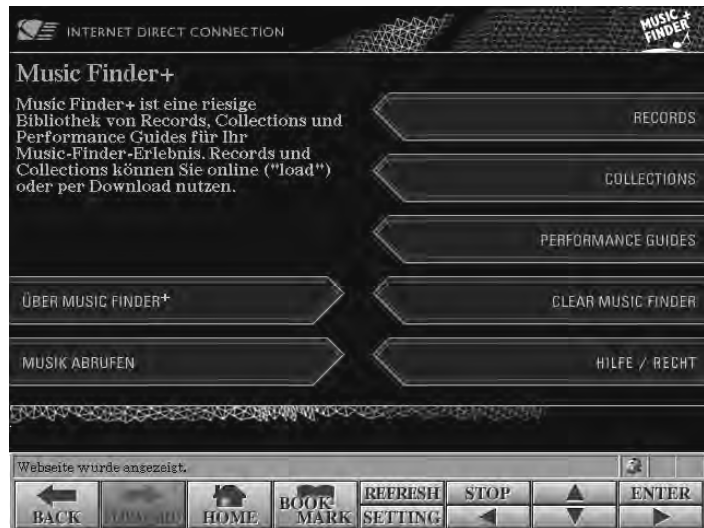 INTERNET DIRECT CONNECTION
MUSIC
FINDER
Music Finder+
Music Finder+ ist eine riesige
Bibliothek von Records, Collections und
Performance Guides für Ihr
Music-Finder-Erlebnis. Records und
Collections können Sie online ("load")
oder per Download nutzen.
RECORDS
COLLECTIONS
PERFORMANCE GUIDES
ÜBER MUSIC FINDER+
CLEAR MUSIC FINDER
MUSIK ABRUFEN
HILFE / RECHT
Webseite wurde angezeigt.
BACK
HOME
BOOK
MARK
REFRESH
SETTING
STOP
ENTER